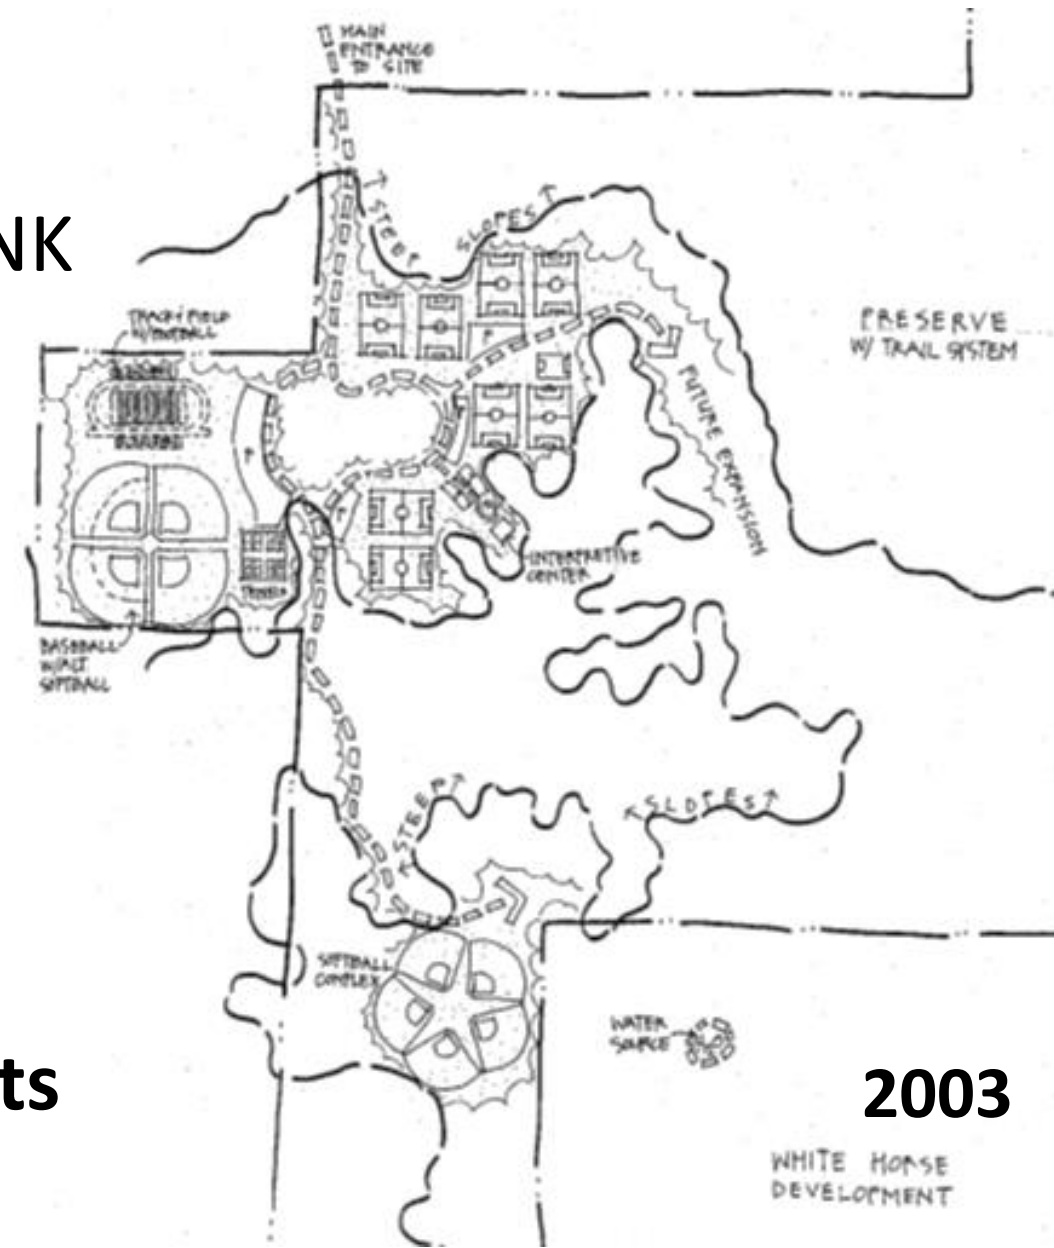 MAIN
ENTRANCE
TO SITE
STEEP
SLOPES
NK
TRACK & FIELD
W/ FOOTBALL
P
PRESERVE
W/ TRAIL SYSTEM
FUTURE EXPANSION
P
P
INTERPRETIVE
CENTER
TENNIS
BASEBALL
W/ALT
SOFTBALL
STEEP
SLOPES
SOFTBALL
COMPLEX
WATER
SOURCE
ts
2003
WHITE HORSE
DEVELOPMENT